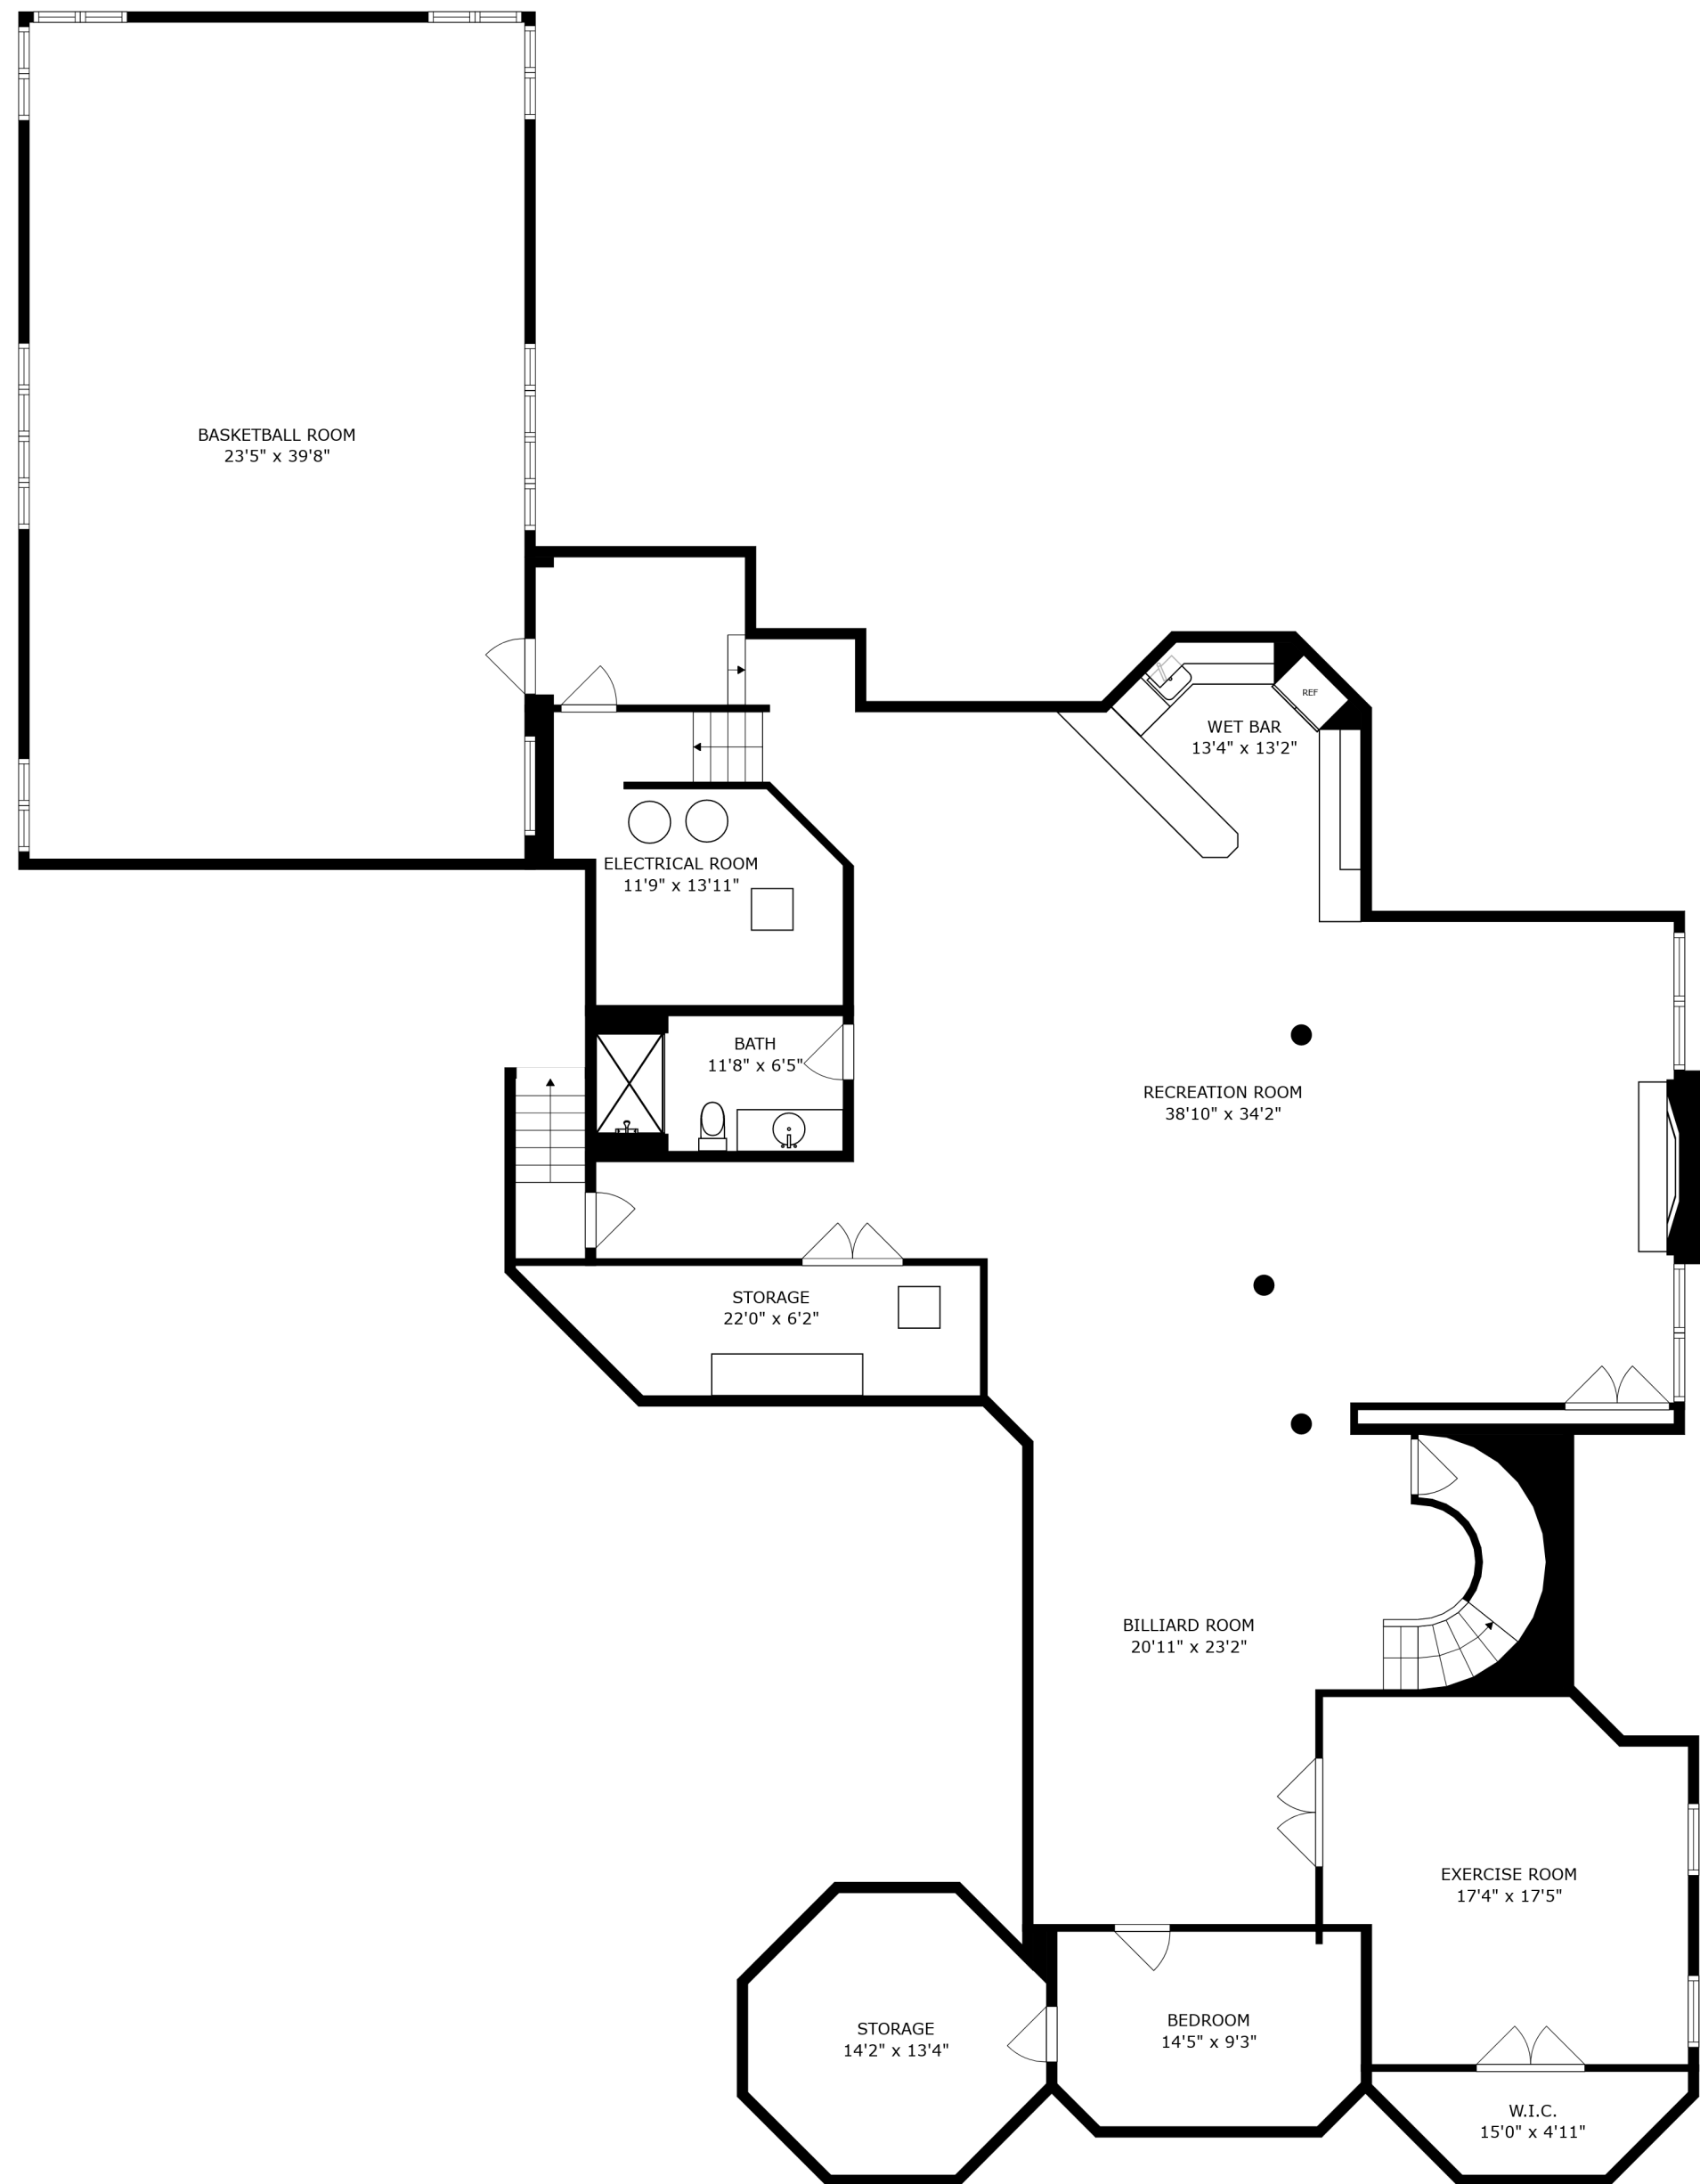 BASKETBALL ROOM
23'5" x 39'8"
REF
WET BAR
13'4" x 13'2"
ELECTRICAL ROOM
11'9" x 13'11"
BATH
11'8" x 6'5"
RECREATION ROOM
38'10" x 34'2"
STORAGE
22'0" x 6'2"
BILLIARD ROOM
20'11" x 23'2"
EXERCISE ROOM
17'4" x 17'5"
BEDROOM
14'5" x 9'3"
STORAGE
14'2" x 13'4"
W.I.C.
15'0" x 4'11"